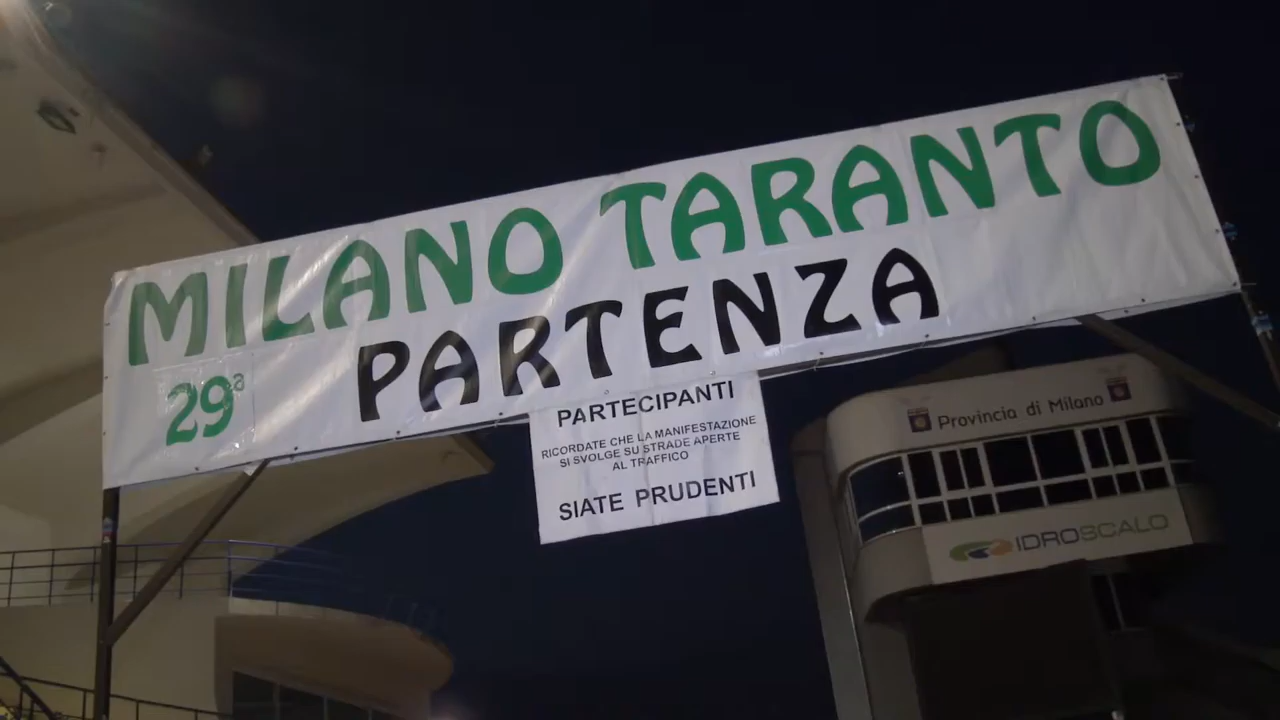 MILANO TARANTO
29ª PARTENZA
PARTECIPANTI
RICORDATE CHE LA MANIFESTAZIONE
SI SVOLGE SU STRADE APERTE
AL TRAFFICO
SIATE PRUDENTI
Provincia di Milano
IDROSCALO